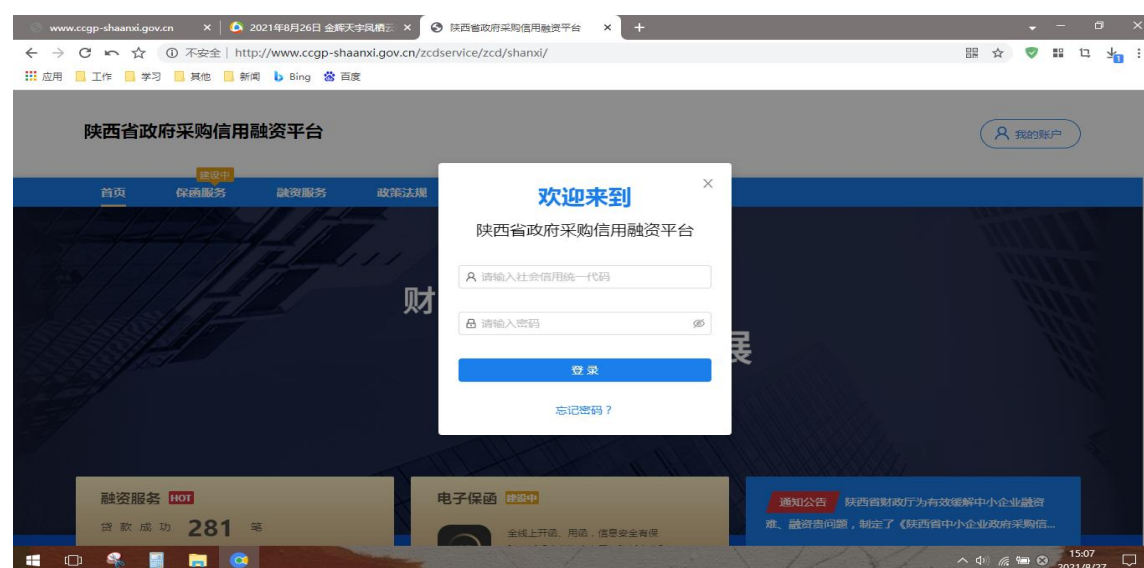 www.ccgp-shaanxi.gov.cn
2021年8月26日 金辉天宇凤栖云
陕西省政府采购信用融资平台
不安全 | http://www.ccgp-shaanxi.gov.cn/zcdservice/zcd/shanxi/
应用 工作 学习 其他 新闻 Bing 百度
陕西省政府采购信用融资平台
我的账户
建设中
首页 保函服务 融资服务 政策法规
欢迎来到
陕西省政府采购信用融资平台
请输入社会信用统一代码
财
请输入密码
展
登 录
忘记密码？
融资服务 HOT
贷款成功 281 笔
电子保函 建设中
全线上开函、用函，信息安全有保
通知公告 陕西省财政厅为有效缓解中小企业融资
难、融资贵问题，制定了《陕西省中小企业政府采购信...
15:07
2021/8/27